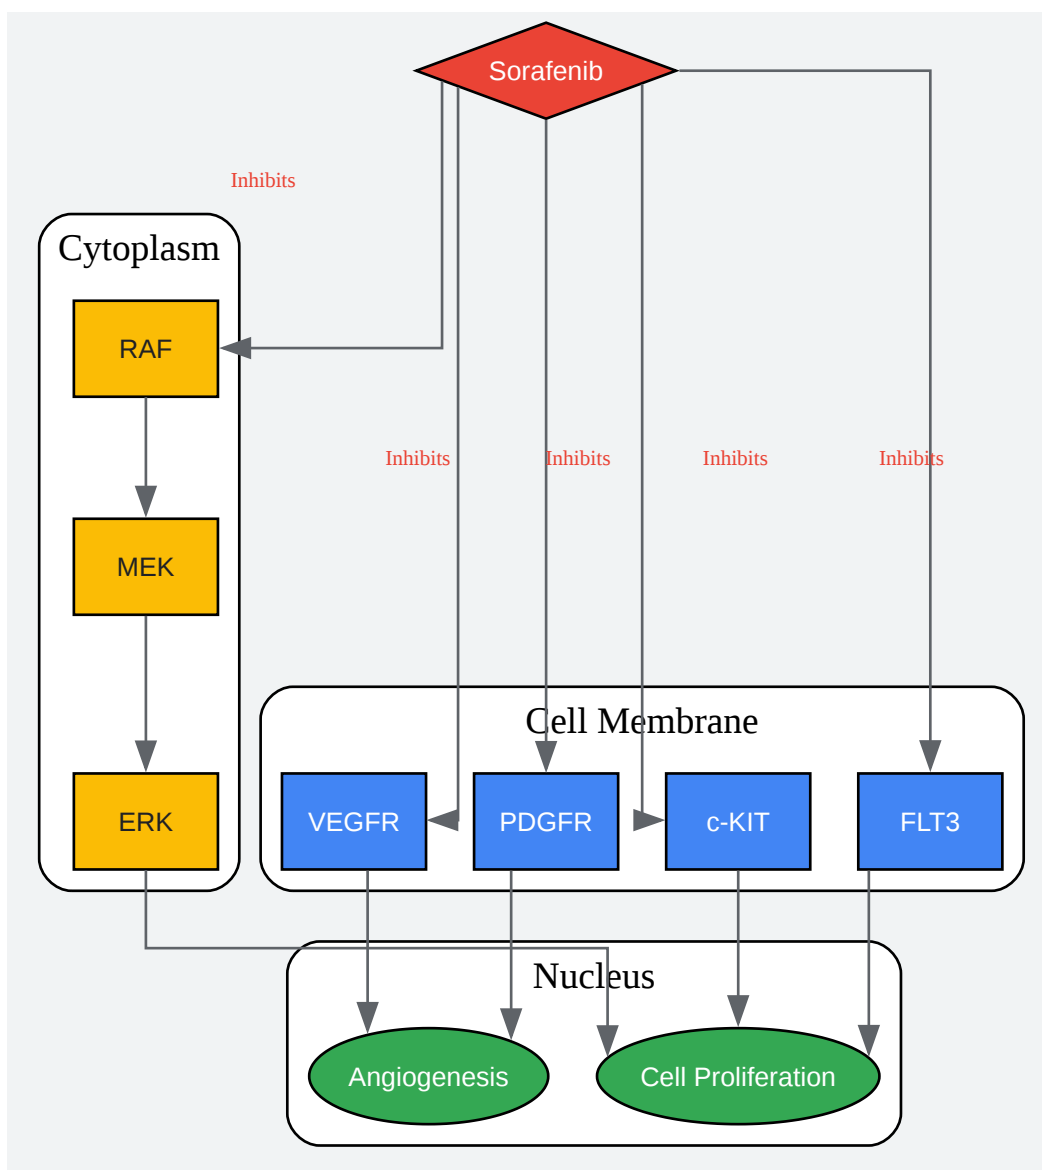 Sorafenib
Inhibits
Cytoplasm
RAF
Inhibits
Inhibits
Inhibits
Inhibits
MEK
Cell Membrane
ERK
VEGFR
PDGFR
c-KIT
FLT3
Nucleus
Angiogenesis
Cell Proliferation